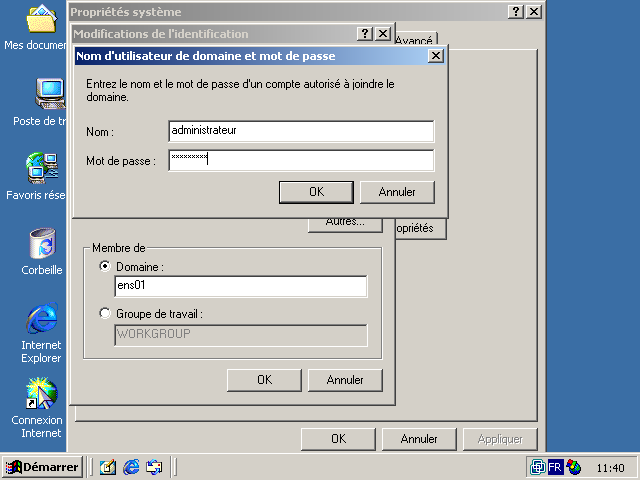 Mes documen
Poste de tr
Favoris rése
Corbeille
Internet
Explorer
Connexion
Internet
Propriétés système
Modifications de l'identification
Avancé
Nom d'utilisateur de domaine et mot de passe
Entrez le nom et le mot de passe d'un compte autorisé à joindre le
domaine.
Nom :
administrateur
Mot de passe :
xxxxxxxxx
OK
Annuler
Autres...
opriétés
Membre de
Domaine :
ens01
Groupe de travail :
WORKGROUP
OK
Annuler
OK
Annuler
Appliquer
Démarrer
FR
11:40